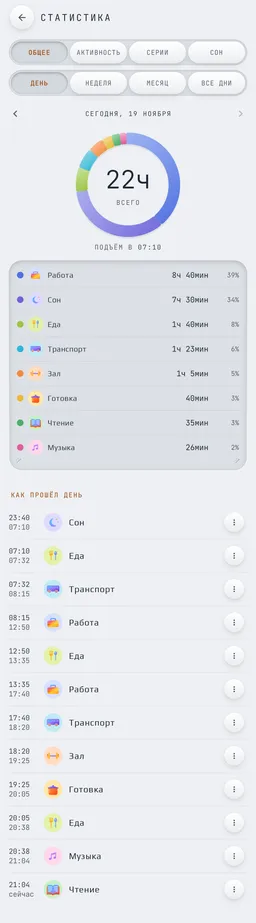 СТАТИСТИКА
ОБЩЕЕ АКТИВНОСТЬ СЕРИИ СОН
ДЕНЬ НЕДЕЛЯ МЕСЯЦ ВСЕ ДНИ
СЕГОДНЯ, 19 НОЯБРЯ
22ч
ВСЕГО
ПОДЪЁМ В 07:10
Работа 8ч 40мин 39%
Сон 7ч 30мин 34%
Еда 1ч 40мин 8%
Транспорт 1ч 23мин 6%
Зал 1ч 5мин 5%
Готовка 40мин 3%
Чтение 35мин 3%
Музыка 26мин 2%
КАК ПРОШЁЛ ДЕНЬ
23:40
07:10 Сон
07:10
07:32 Еда
07:32
08:15 Транспорт
08:15
12:50 Работа
12:50
13:35 Еда
13:35
17:40 Работа
17:40
18:20 Транспорт
18:20
19:25 Зал
19:25
20:05 Готовка
20:05
20:38 Еда
20:38
21:04 Музыка
21:04
сейчас Чтение